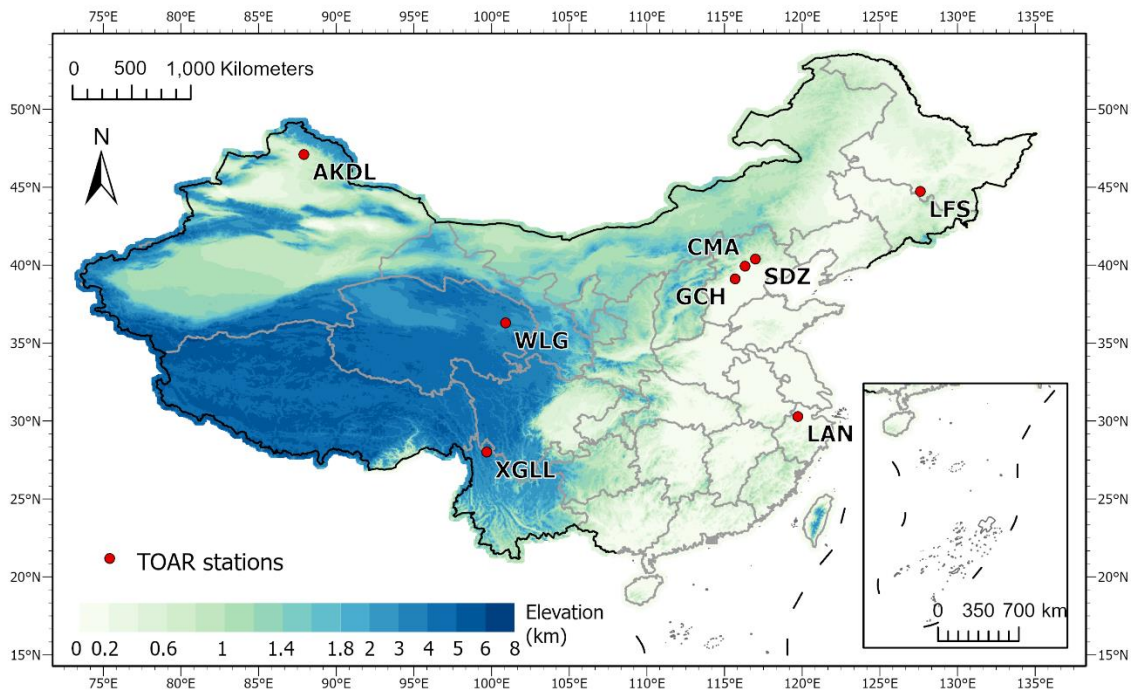 75°E 80°E 85°E 90°E 95°E 100°E 105°E 110°E 115°E 120°E 125°E 130°E 135°E
0 500 1,000 Kilometers
50°N 50°N
N
AKDL
45°N 45°N
LFS
CMA
40°N 40°N
SDZ
GCH
WLG
35°N 35°N
30°N 30°N
LAN
XGLL
25°N 25°N
TOAR stations
20°N 20°N
Elevation
(km)
0 350 700 km
0 0.2 0.6 1 1.4 1.8 2 3 4 5 6 8
15°N 15°N
75°E 80°E 85°E 90°E 95°E 100°E 105°E 110°E 115°E 120°E 125°E 130°E 135°E